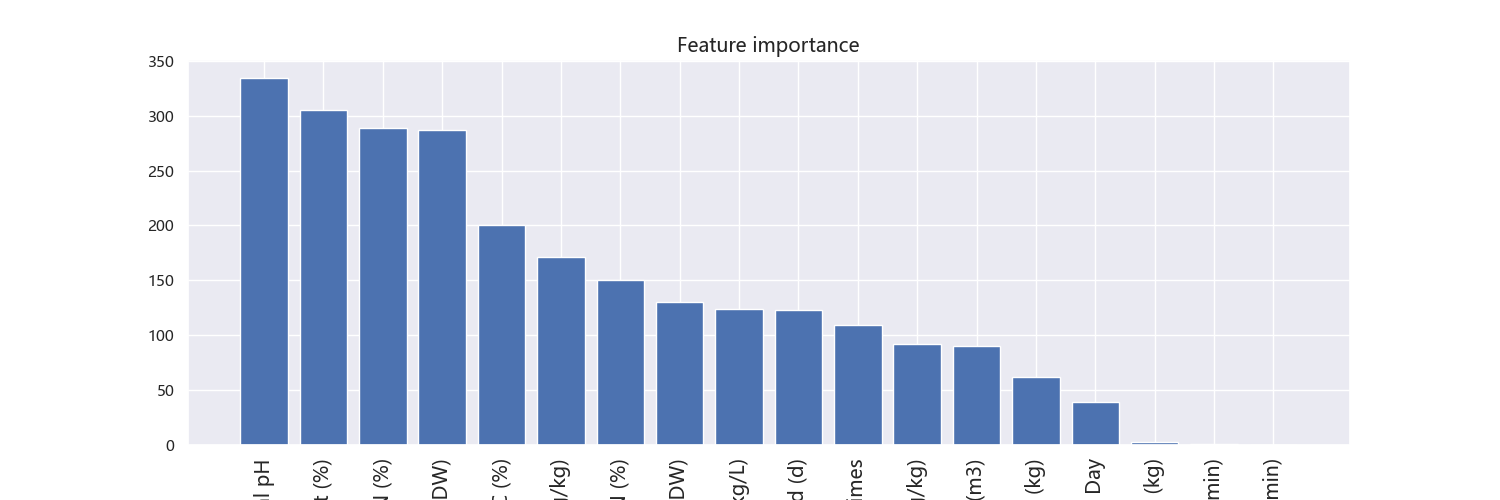 Feature importance
350
300
250
200
150
100
50
0
pH
(%)
(%)
DW)
(%)
/kg)
(%)
DW)
kg/L)
(d)
imes
/kg)
(m3)
(kg)
Day
(kg)
min)
min)